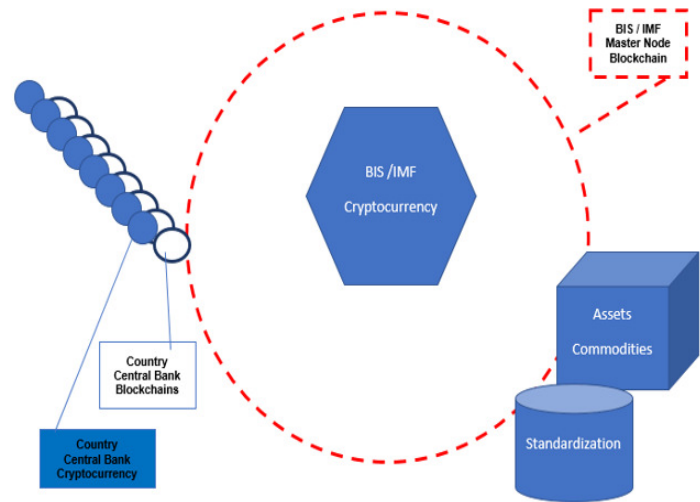 BIS / IMF
Master Node
Blockchain
BIS /IMF
Cryptocurrency
Assets
Commodities
Country
Central Bank
Blockchains
Standardization
Country
Central Bank
Cryptocurrency